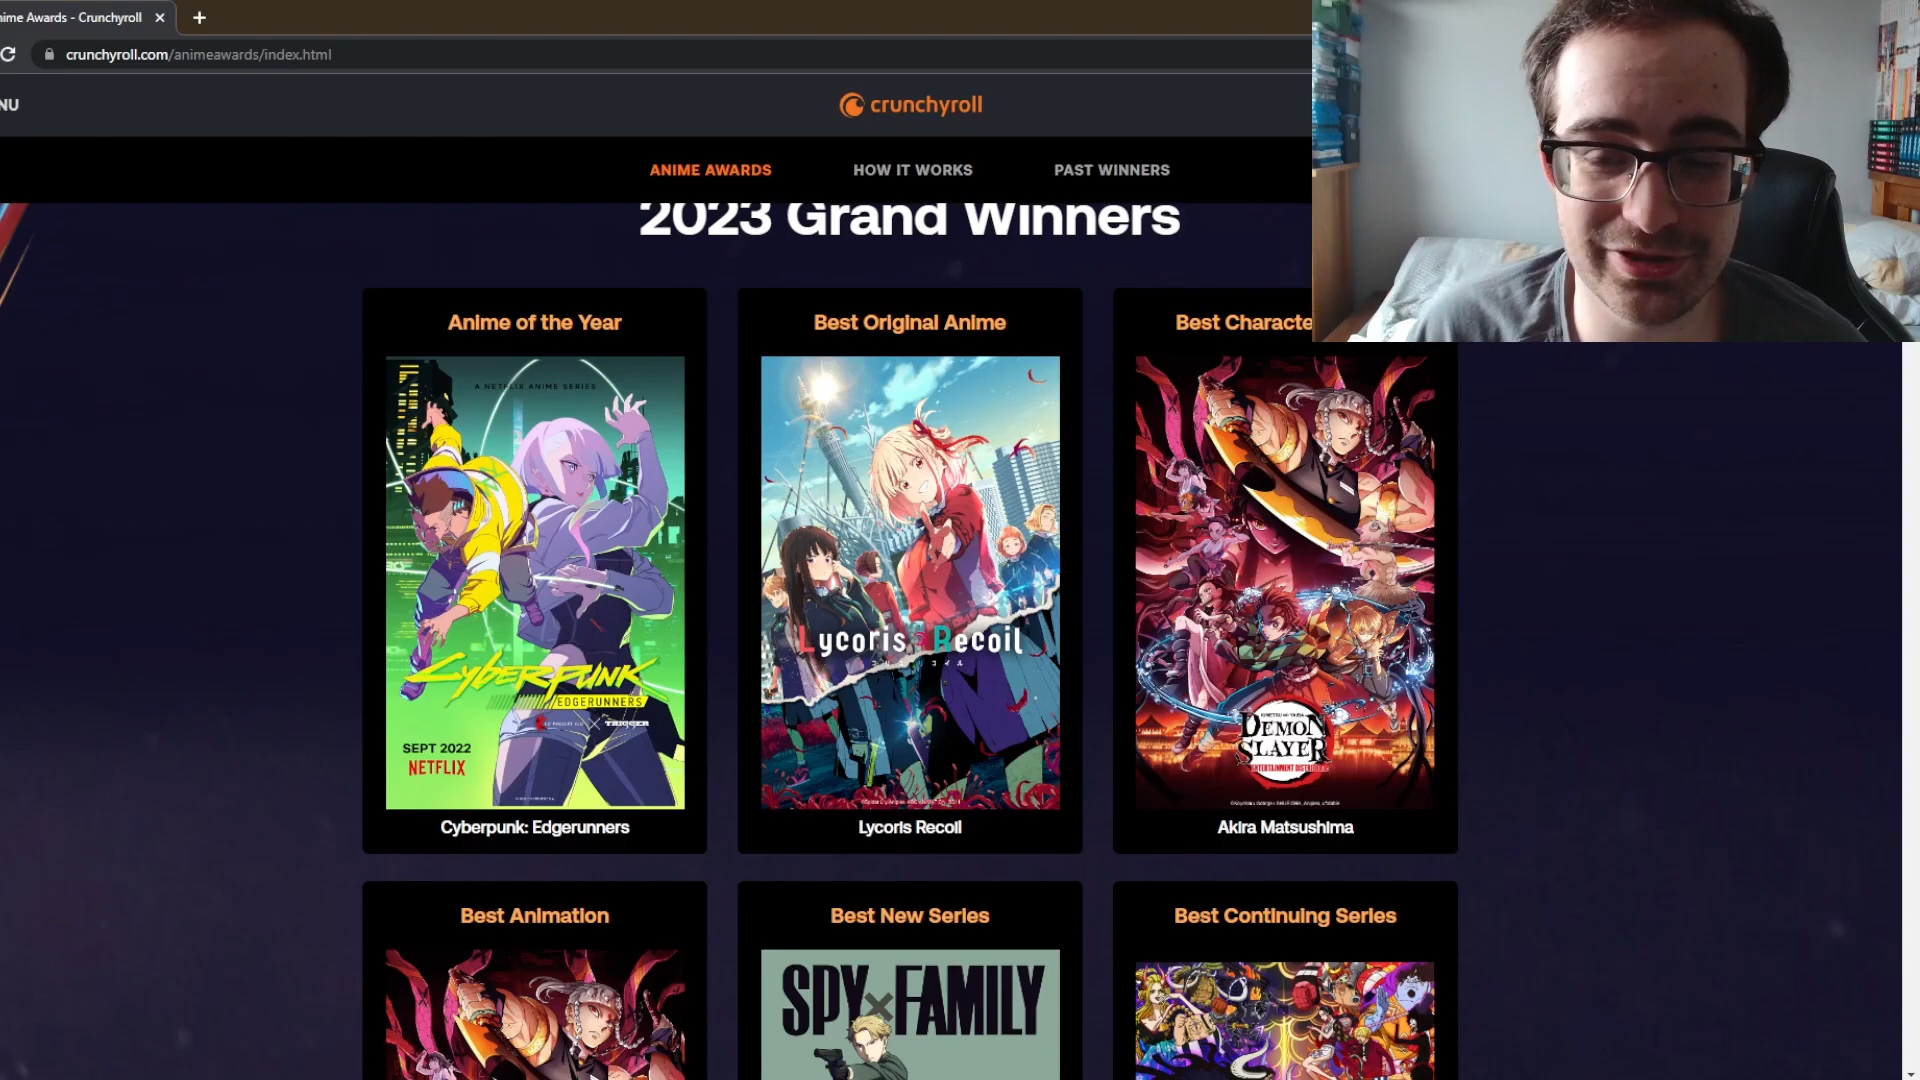 nime Awards - Crunchyroll
crunchyroll.com/animeawards/index.html
NU
crunchyroll
ANIME AWARDS
HOW IT WORKS
PAST WINNERS
2023 Grand Winners
Anime of the Year
Best Original Anime
Best Characte
A NETFLIX ANIME SERIES
Cyberpunk
EDGERUNNERS
TRIGGER
SEPT 2022
NETFLIX
Lycoris Recoil
DEMON
SLAYER
Cyberpunk: Edgerunners
Lycoris Recoil
Akira Matsushima
Best Animation
Best New Series
Best Continuing Series
SPY×FAMILY